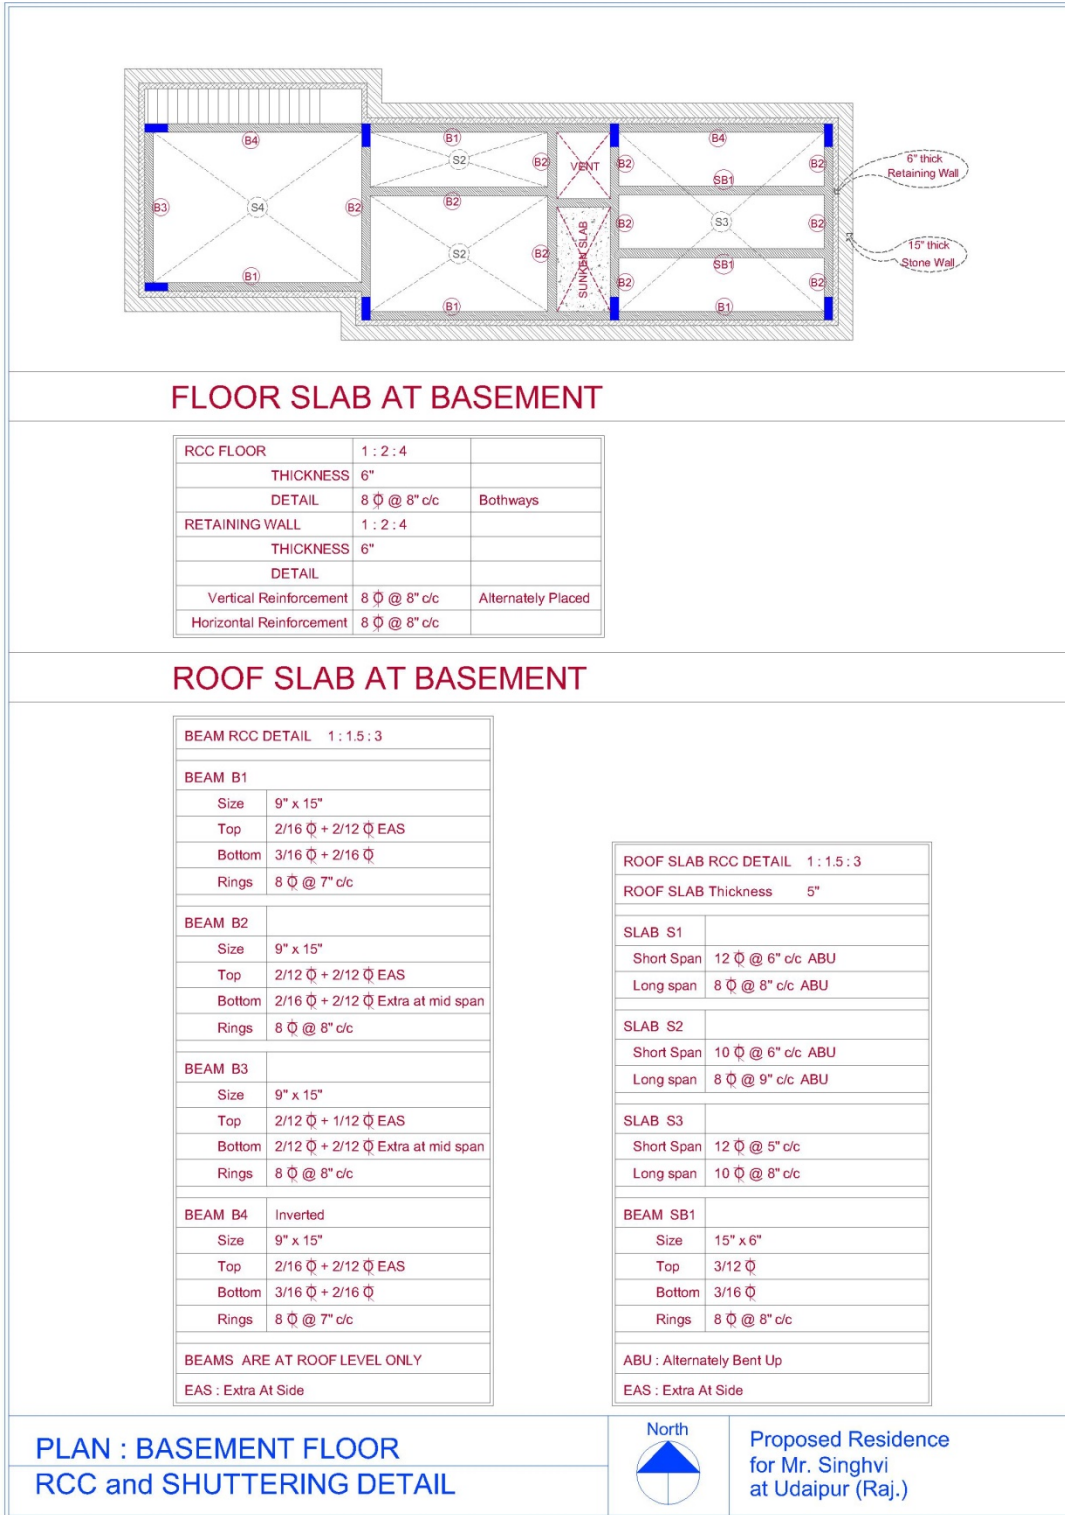 B4
B1
B4
S2
B2
VENT
B2
B2
SB1
6" thick
Retaining Wall
B3
S4
B2
B2
S3
B2
B2
SUNKEN SLAB
S2
B2
15" thick
Stone Wall
SB1
B1
B2
B2
B1
B1
FLOOR SLAB AT BASEMENT
RCC FLOOR 1 : 2 : 4
THICKNESS 6"
DETAIL 8 Φ @ 8" c/c Bothways
RETAINING WALL 1 : 2 : 4
THICKNESS 6"
DETAIL
Vertical Reinforcement 8 Φ @ 8" c/c Alternately Placed
Horizontal Reinforcement 8 Φ @ 8" c/c
ROOF SLAB AT BASEMENT
BEAM RCC DETAIL 1 : 1.5 : 3
BEAM B1
Size 9" x 15"
Top 2/16 Φ + 2/12 Φ EAS
Bottom 3/16 Φ + 2/16 Φ
Rings 8 Φ @ 7" c/c
BEAM B2
Size 9" x 15"
Top 2/12 Φ + 2/12 Φ EAS
Bottom 2/16 Φ + 2/12 Φ Extra at mid span
Rings 8 Φ @ 8" c/c
BEAM B3
Size 9" x 15"
Top 2/12 Φ + 1/12 Φ EAS
Bottom 2/12 Φ + 2/12 Φ Extra at mid span
Rings 8 Φ @ 8" c/c
BEAM B4 Inverted
Size 9" x 15"
Top 2/16 Φ + 2/12 Φ EAS
Bottom 3/16 Φ + 2/16 Φ
Rings 8 Φ @ 7" c/c
BEAMS ARE AT ROOF LEVEL ONLY
EAS : Extra At Side
ROOF SLAB RCC DETAIL 1 : 1.5 : 3
ROOF SLAB Thickness 5"
SLAB S1
Short Span 12 Φ @ 6" c/c ABU
Long span 8 Φ @ 8" c/c ABU
SLAB S2
Short Span 10 Φ @ 6" c/c ABU
Long span 8 Φ @ 9" c/c ABU
SLAB S3
Short Span 12 Φ @ 5" c/c
Long span 10 Φ @ 8" c/c
BEAM SB1
Size 15" x 6"
Top 3/12 Φ
Bottom 3/16 Φ
Rings 8 Φ @ 8" c/c
ABU : Alternately Bent Up
EAS : Extra At Side
PLAN : BASEMENT FLOOR
RCC and SHUTTERING DETAIL
North
Proposed Residence
for Mr. Singhvi
at Udaipur (Raj.)